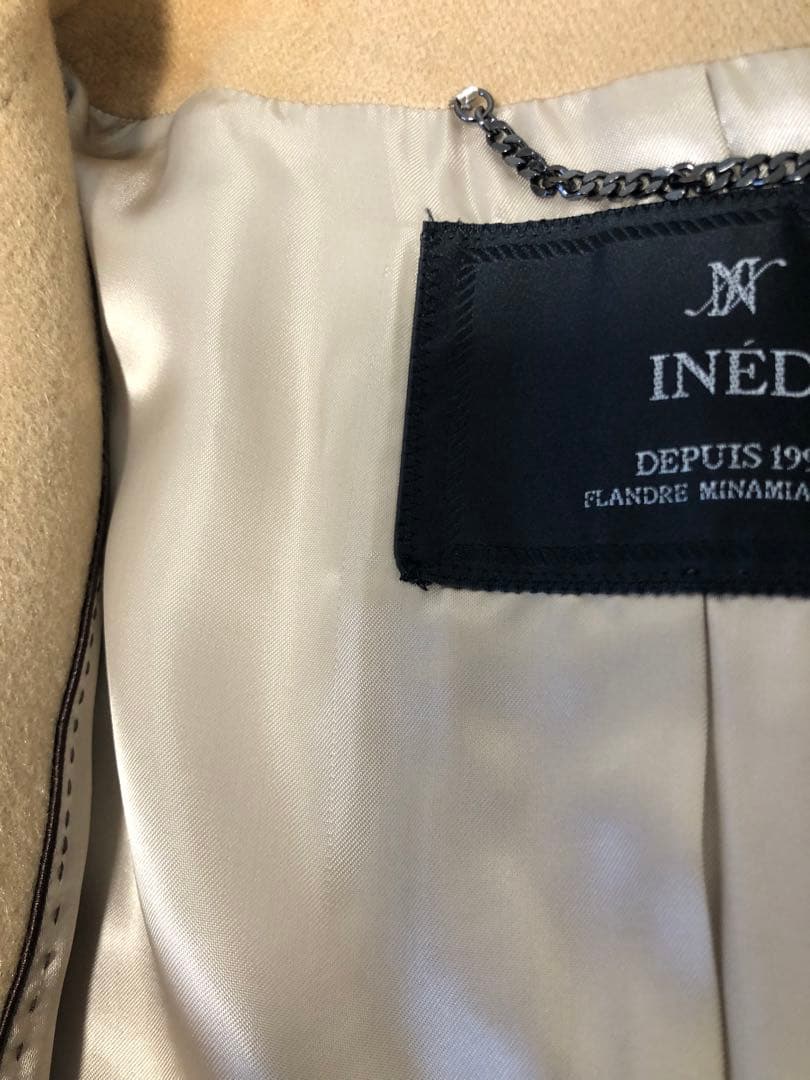 INÉD
DEPUIS 199
FLANDRE MINAMIA